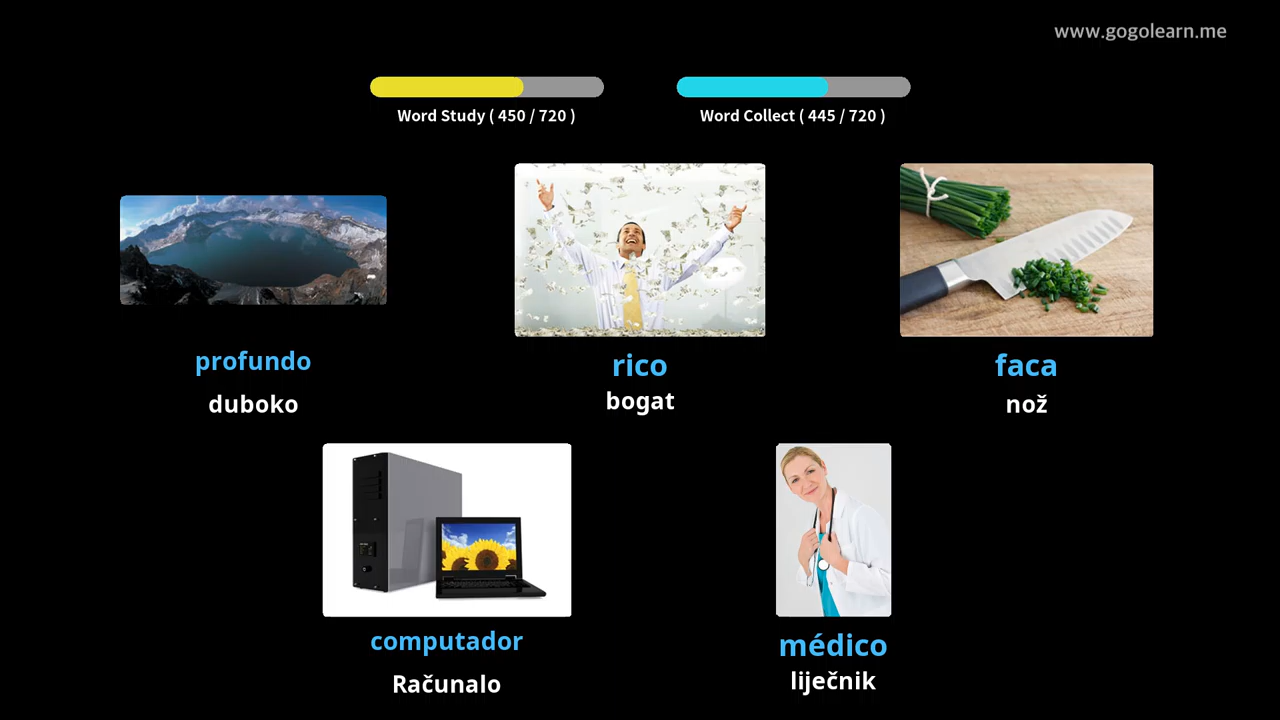 www.gogolearn.me
Word Study ( 450 / 720 )
Word Collect ( 445 / 720 )
profundo
duboko
rico
bogat
faca
nož
computador
Računalo
médico
liječnik